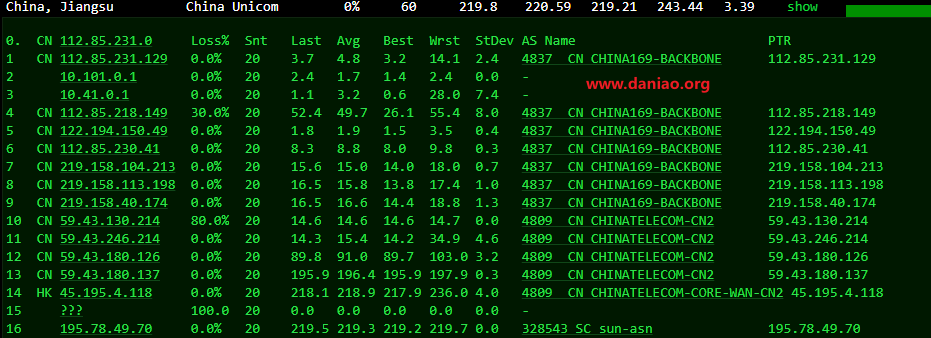 China, Jiangsu China Unicom 0% 60 219.8 220.59 219.21 243.44 3.39 show
0. CN 112.85.231.0 Loss% Snt Last Avg Best Wrst StDev AS Name PTR
1 CN 112.85.231.129 0.0% 20 3.7 4.8 3.2 14.1 2.4 4837 CN CHINA169-BACKBONE 112.85.231.129
2 10.101.0.1 0.0% 20 2.4 1.7 1.4 2.4 0.0 -
www.daniao.org
3 10.41.0.1 0.0% 20 1.1 3.2 0.6 28.0 7.4 -
4 CN 112.85.218.149 30.0% 20 52.4 49.7 26.1 55.4 8.0 4837 CN CHINA169-BACKBONE 112.85.218.149
5 CN 122.194.150.49 0.0% 20 1.8 1.9 1.5 3.5 0.4 4837 CN CHINA169-BACKBONE 122.194.150.49
6 CN 112.85.230.41 0.0% 20 8.3 8.8 8.0 9.8 0.3 4837 CN CHINA169-BACKBONE 112.85.230.41
7 CN 219.158.104.213 0.0% 20 15.6 15.0 14.0 18.0 0.7 4837 CN CHINA169-BACKBONE 219.158.104.213
8 CN 219.158.113.198 0.0% 20 16.5 15.8 13.8 17.4 1.0 4837 CN CHINA169-BACKBONE 219.158.113.198
9 CN 219.158.40.174 0.0% 20 16.5 16.6 14.4 18.8 1.3 4837 CN CHINA169-BACKBONE 219.158.40.174
10 CN 59.43.130.214 80.0% 20 14.6 14.6 14.6 14.7 0.0 4809 CN CHINATELECOM-CN2 59.43.130.214
11 CN 59.43.246.214 0.0% 20 14.3 15.4 14.2 34.9 4.6 4809 CN CHINATELECOM-CN2 59.43.246.214
12 CN 59.43.180.126 0.0% 20 89.8 91.0 89.7 103.0 3.2 4809 CN CHINATELECOM-CN2 59.43.180.126
13 CN 59.43.180.137 0.0% 20 195.9 196.4 195.9 197.9 0.3 4809 CN CHINATELECOM-CN2 59.43.180.137
14 HK 45.195.4.118 0.0% 20 218.1 218.9 217.9 236.0 4.0 4809 CN CHINATELECOM-CORE-WAN-CN2 45.195.4.118
15 ??? 100.0 20 0.0 0.0 0.0 0.0 0.0 -
16 195.78.49.70 0.0% 20 219.5 219.3 219.2 219.7 0.0 328543 SC sun-asn 195.78.49.70